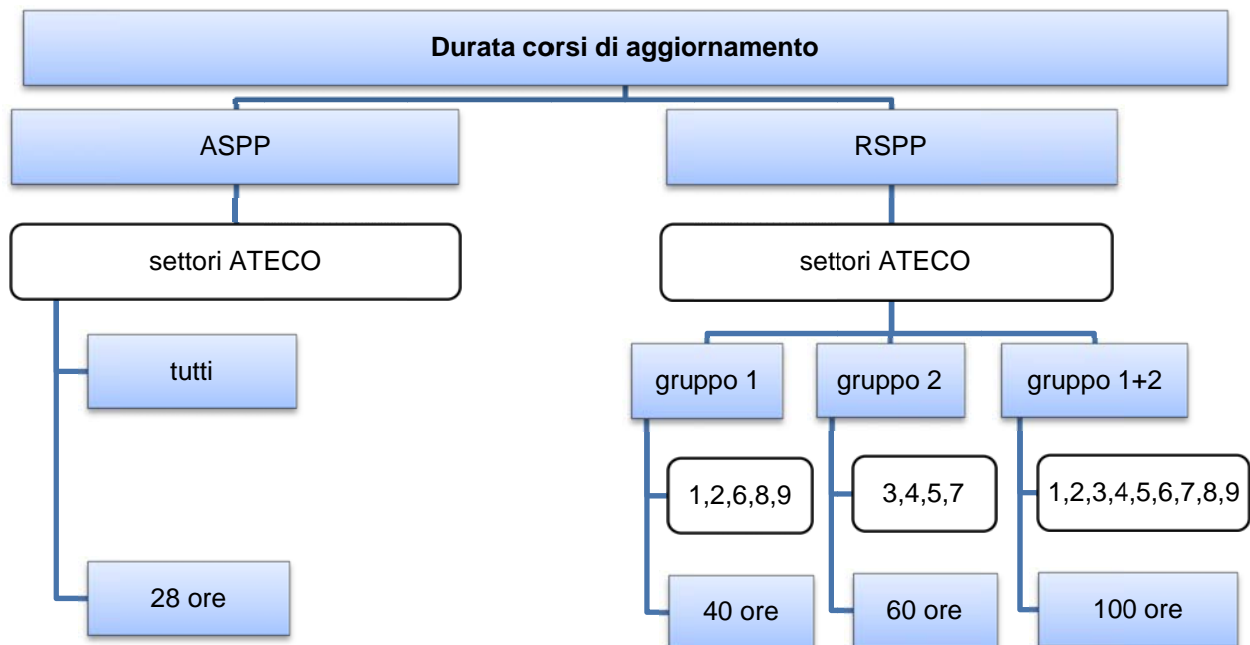 Durata corsi di aggiornamento
ASPP
RSPP
settori ATECO
settori ATECO
tutti
gruppo 1
gruppo 2
gruppo 1+2
1,2,6,8,9
3,4,5,7
1,2,3,4,5,6,7,8,9
28 ore
40 ore
60 ore
100 ore